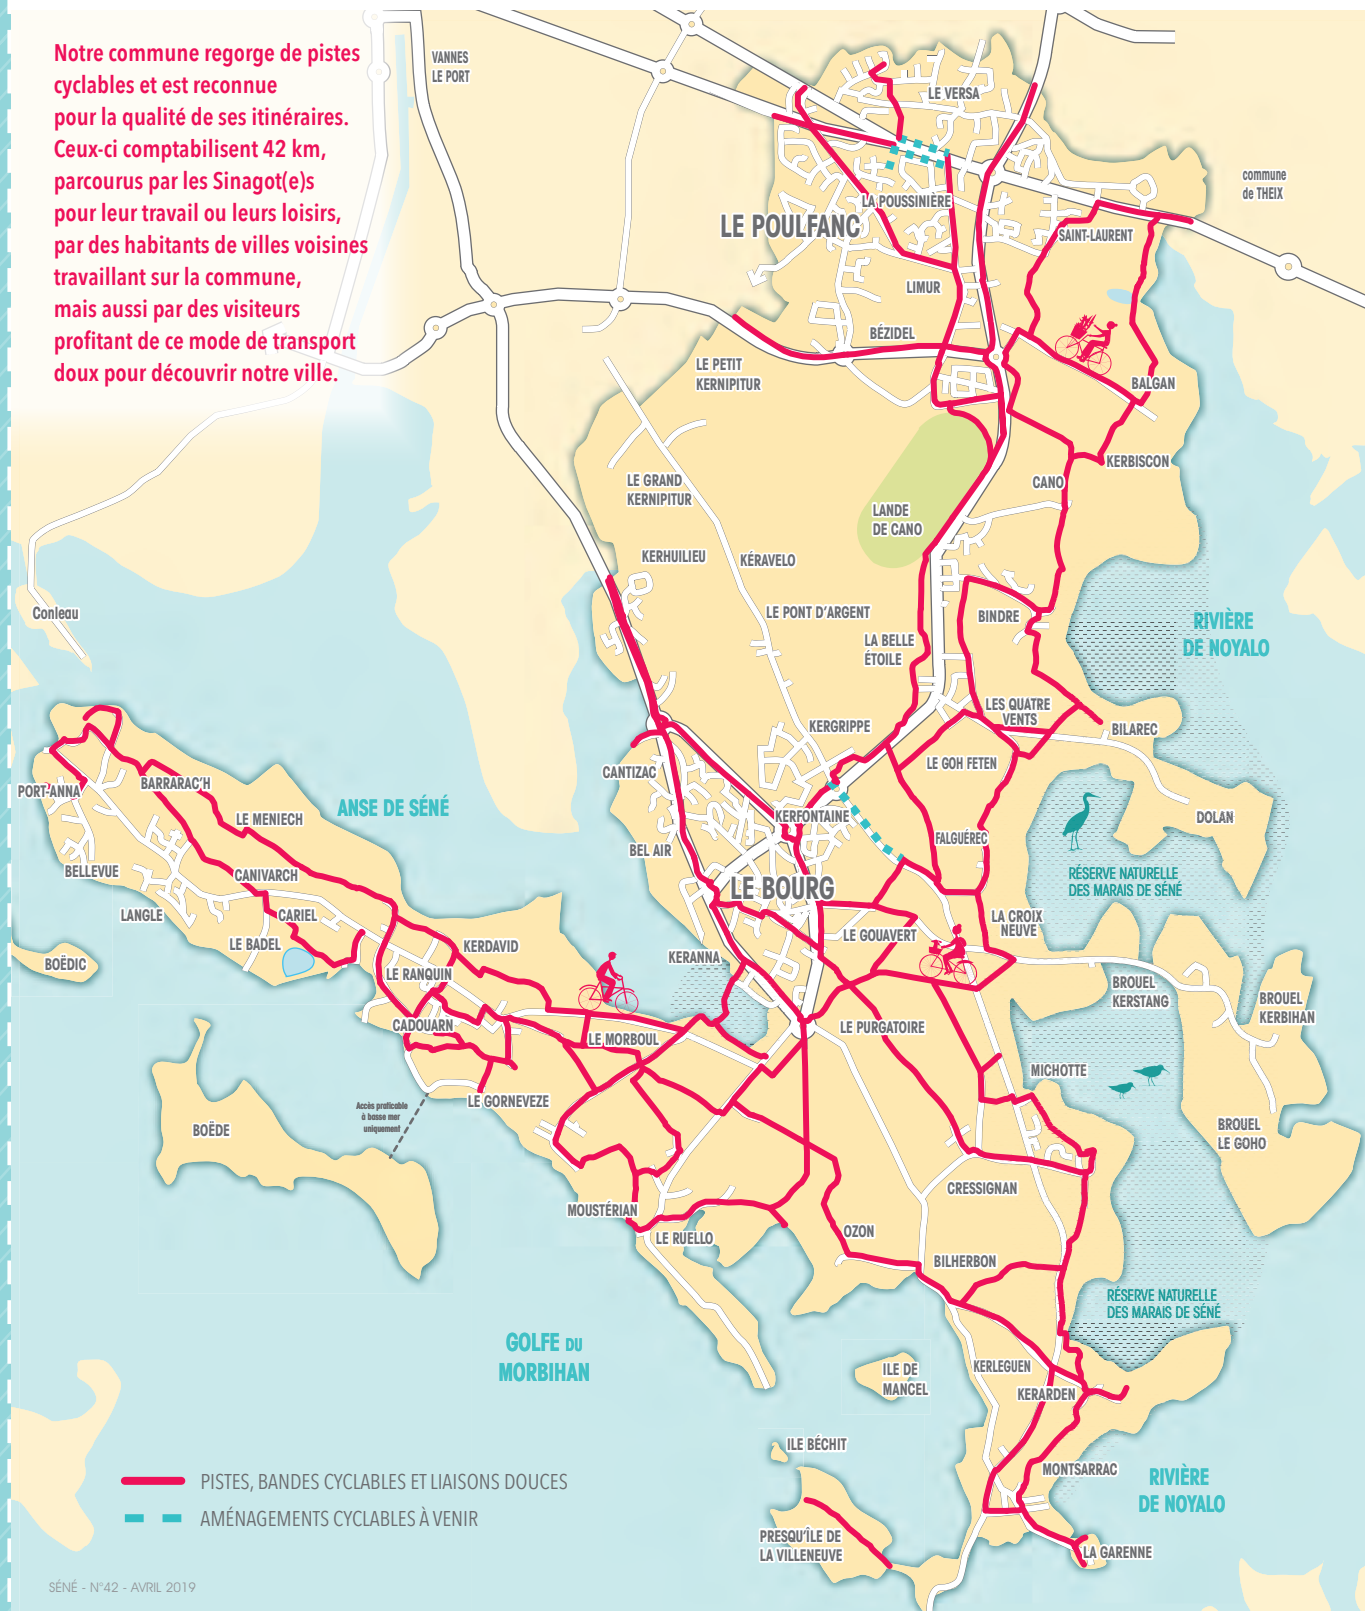 Notre commune regorge de pistes
cyclables et est reconnue
pour la qualité de ses itinéraires.
Ceux-ci comptabilisent 42 km,
parcourus par les Sinagot(e)s
pour leur travail ou leurs loisirs,
par des habitants de villes voisines
travaillant sur la commune,
mais aussi par des visiteurs
profitant de ce mode de transport
doux pour découvrir notre ville.
VANNES
LE PORT
LE VERSA
commune
de THEIX
LA POUSSINIÈRE
LE POULFANC
SAINT-LAURENT
LIMUR
BÉZIDEL
LE PETIT
KERNIPITUR
BALGAN
KERBISCON
LE GRAND
KERNIPITUR
CANO
LANDE
DE CANO
KERHUILIEU
KÉRAVELO
Conleau
LE PONT D'ARGENT
BINDRE
RIVIÈRE
DE NOYALO
LA BELLE
ÉTOILE
LES QUATRE
VENTS
KERGRIPPE
BILAREC
LE GOH FETEN
CANTIZAC
PORT-ANNA
BARRARAC'H
ANSE DE SÉNÉ
LE MENIECH
KERFONTAINE
DOLAN
FALGUÉREC
BEL AIR
BELLEVUE
CANIVARCH
RÉSERVE NATURELLE
DES MARAIS DE SÉNÉ
LE BOURG
LANGLE
CARIEL
LA CROIX
NEUVE
LE BADEL
LE GOUAVERT
KERDAVID
KERANNA
BOËDIC
LE RANQUIN
BROUEL
KERSTANG
BROUEL
KERBIHAN
CADOUARN
LE MORBOUL
LE PURGATOIRE
MICHOTTE
LE GORNEVEZE
Accès praticable
à basse mer
uniquement
BOËDE
BROUEL
LE GOHO
CRESSIGNAN
MOUSTÉRIAN
LE RUELLO
OZON
BILHERBON
RÉSERVE NATURELLE
DES MARAIS DE SÉNÉ
GOLFE DU
MORBIHAN
KERLEGUEN
ILE DE
MANCEL
KERARDEN
ILE BÉCHIT
MONTSARRAC
RIVIÈRE
DE NOYALO
PRESQU'ÎLE DE
LA VILLENEUVE
LA GARENNE
PISTES, BANDES CYCLABLES ET LIAISONS DOUCES
AMÉNAGEMENTS CYCLABLES À VENIR
SÉNÉ - N°42 - AVRIL 2019